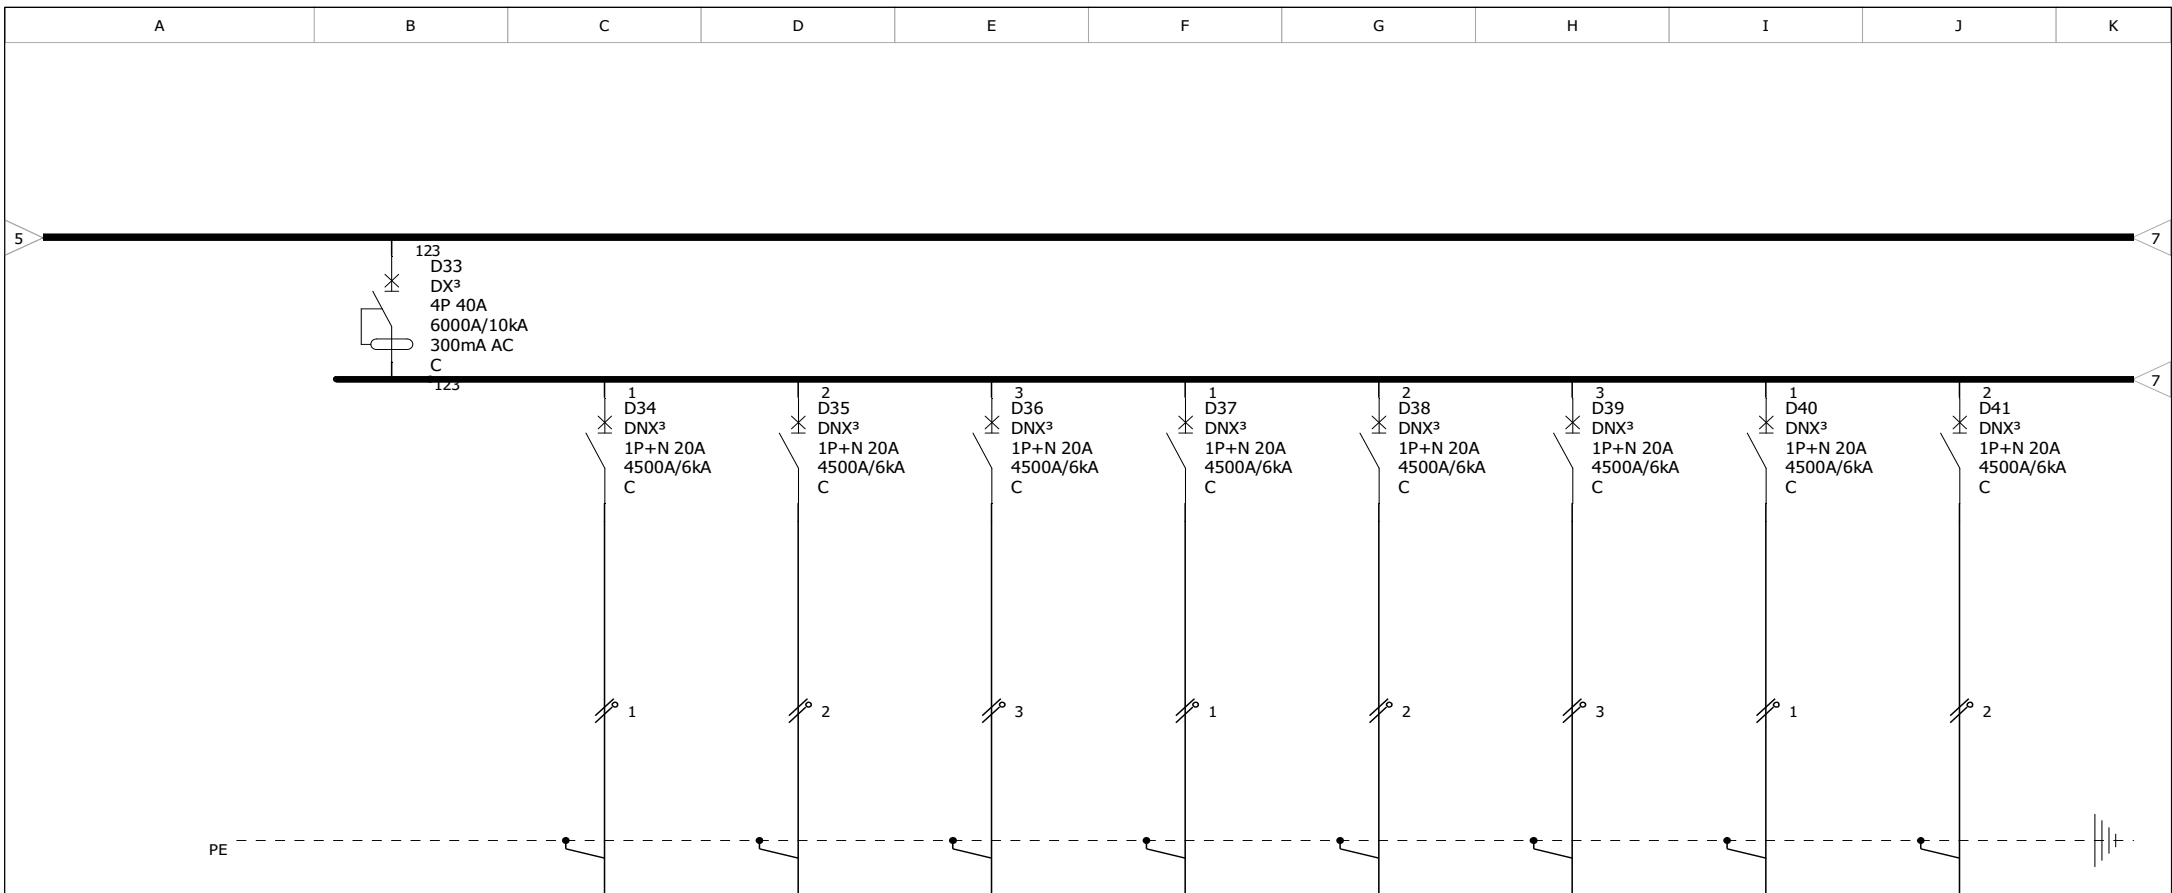 A B C D E F G H I J K
5
7
123
D33
DX³
4P 40A
6000A/10kA
300mA AC
C
123
7
1
D34
DNX³
1P+N 20A
4500A/6kA
C
2
D35
DNX³
1P+N 20A
4500A/6kA
C
3
D36
DNX³
1P+N 20A
4500A/6kA
C
1
D37
DNX³
1P+N 20A
4500A/6kA
C
2
D38
DNX³
1P+N 20A
4500A/6kA
C
3
D39
DNX³
1P+N 20A
4500A/6kA
C
1
D40
DNX³
1P+N 20A
4500A/6kA
C
2
D41
DNX³
1P+N 20A
4500A/6kA
C
1 2 3 1 2 3 1 2
PE